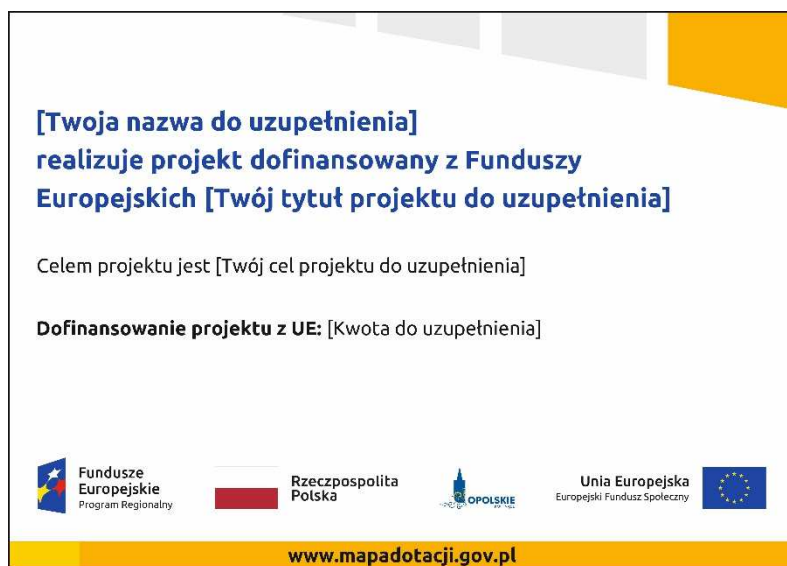 [Twoja nazwa do uzupełnienia]
realizuje projekt dofinansowany z Funduszy
Europejskich [Twój tytuł projektu do uzupełnienia]
Celem projektu jest [Twój cel projektu do uzupełnienia]
Dofinansowanie projektu z UE: [Kwota do uzupełnienia]
Fundusze
Europejskie
Program Regionalny
Rzeczpospolita
Polska
OPOLSKIE
Unia Europejska
Europejski Fundusz Społeczny
www.mapadotacji.gov.pl